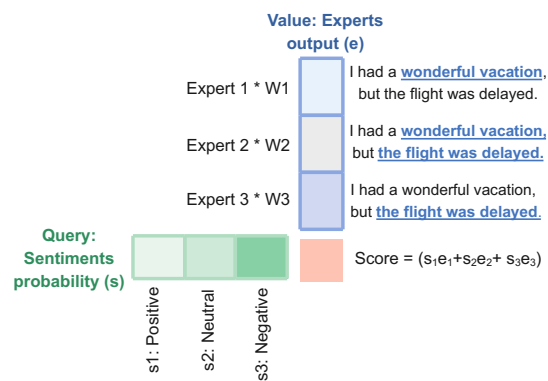 Value: Experts
output (e)
Expert 1 * W1
I had a wonderful vacation,
but the flight was delayed.
Expert 2 * W2
I had a wonderful vacation,
but the flight was delayed.
Expert 3 * W3
I had a wonderful vacation,
but the flight was delayed.
Query:
Sentiments
probability (s)
Score = (s₁e₁+s₂e₂+ s₃e₃)
s1: Positive
s2: Neutral
s3: Negative